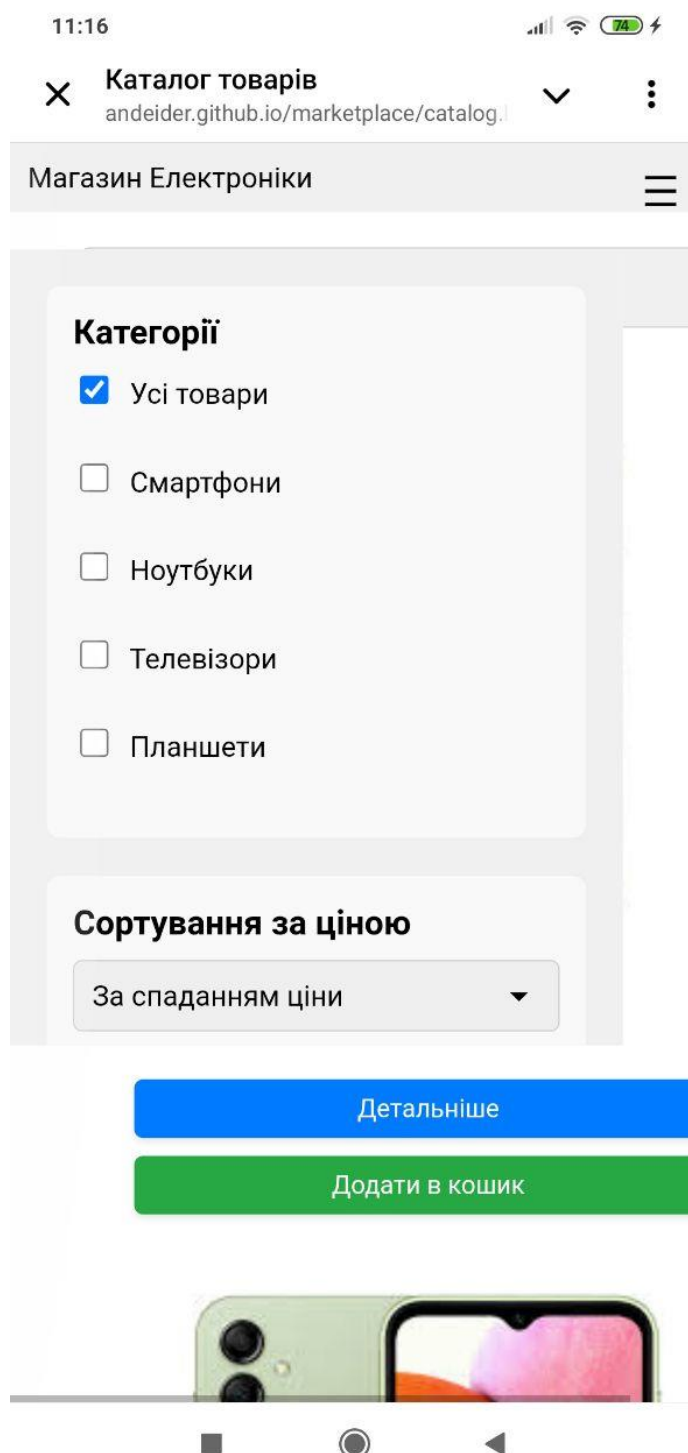 11:16
74
Каталог товарів
andeider.github.io/marketplace/catalog.
Магазин Електроніки
Категорії
Усі товари
Смартфони
Ноутбуки
Телевізори
Планшети
Сортування за ціною
За спаданням ціни
Детальніше
Додати в кошик